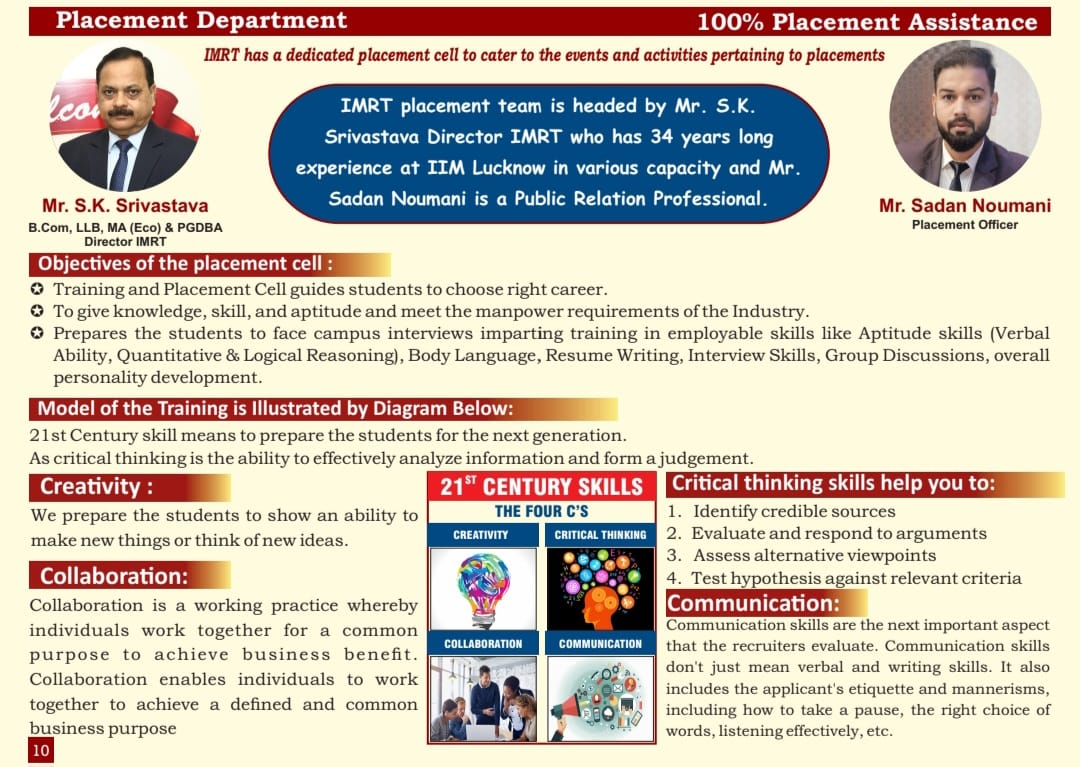 Placement Department
100% Placement Assistance
IMRT has a dedicated placement cell to cater to the events and activities pertaining to placements
lcom
IMRT placement team is headed by Mr. S.K.
Srivastava Director IMRT who has 34 years long
experience at IIM Lucknow in various capacity and Mr.
Sadan Noumani is a Public Relation Professional.
Mr. S.K. Srivastava
B.Com, LLB, MA (Eco) & PGDBA
Director IMRT
Mr. Sadan Noumani
Placement Officer
Objectives of the placement cell :
✪ Training and Placement Cell guides students to choose right career.
✪ To give knowledge, skill, and aptitude and meet the manpower requirements of the Industry.
✪ Prepares the students to face campus interviews imparting training in employable skills like Aptitude skills (Verbal
Ability, Quantitative & Logical Reasoning), Body Language, Resume Writing, Interview Skills, Group Discussions, overall
personality development.
Model of the Training is Illustrated by Diagram Below:
21st Century skill means to prepare the students for the next generation.
As critical thinking is the ability to effectively analyze information and form a judgement.
Creativity :
We prepare the students to show an ability to
make new things or think of new ideas.
Collaboration:
Collaboration is a working practice whereby
individuals work together for a common
purpose to achieve business benefit.
Collaboration enables individuals to work
together to achieve a defined and common
business purpose
21ST CENTURY SKILLS
THE FOUR C'S
CREATIVITY
CRITICAL THINKING
COLLABORATION
COMMUNICATION
Critical thinking skills help you to:
1. Identify credible sources
2. Evaluate and respond to arguments
3. Assess alternative viewpoints
4. Test hypothesis against relevant criteria
Communication:
Communication skills are the next important aspect
that the recruiters evaluate. Communication skills
don't just mean verbal and writing skills. It also
includes the applicant's etiquette and mannerisms,
including how to take a pause, the right choice of
words, listening effectively, etc.
10